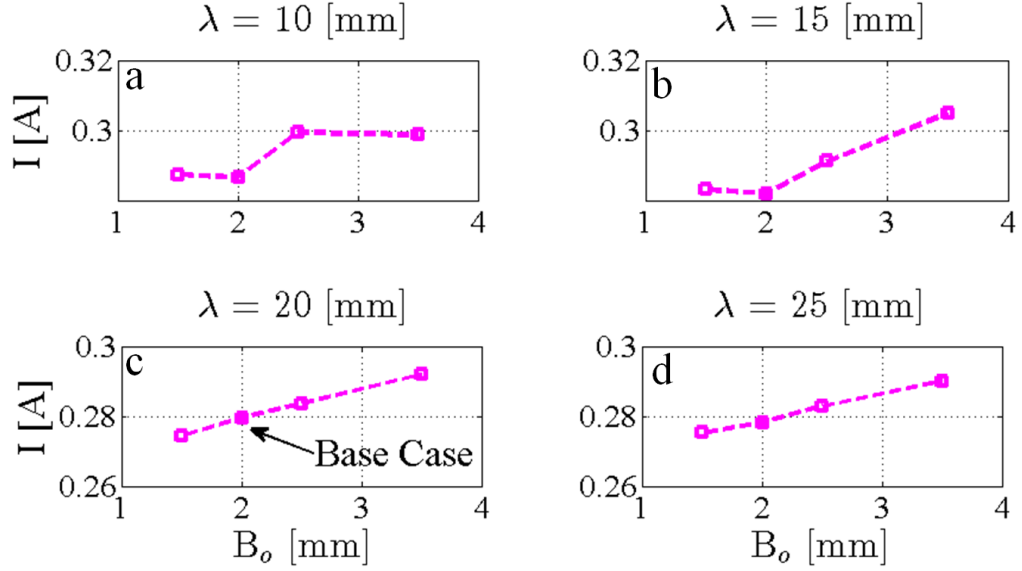 λ = 10 [mm]
λ = 15 [mm]
a
I [A]
0.32
0.3
1 2 3 4
b
0.32
0.3
1 2 3 4
λ = 20 [mm]
λ = 25 [mm]
c
I [A]
0.3
0.28
0.26
Base Case
1 2 3 4
Bₒ [mm]
d
0.3
0.28
0.26
1 2 3 4
Bₒ [mm]